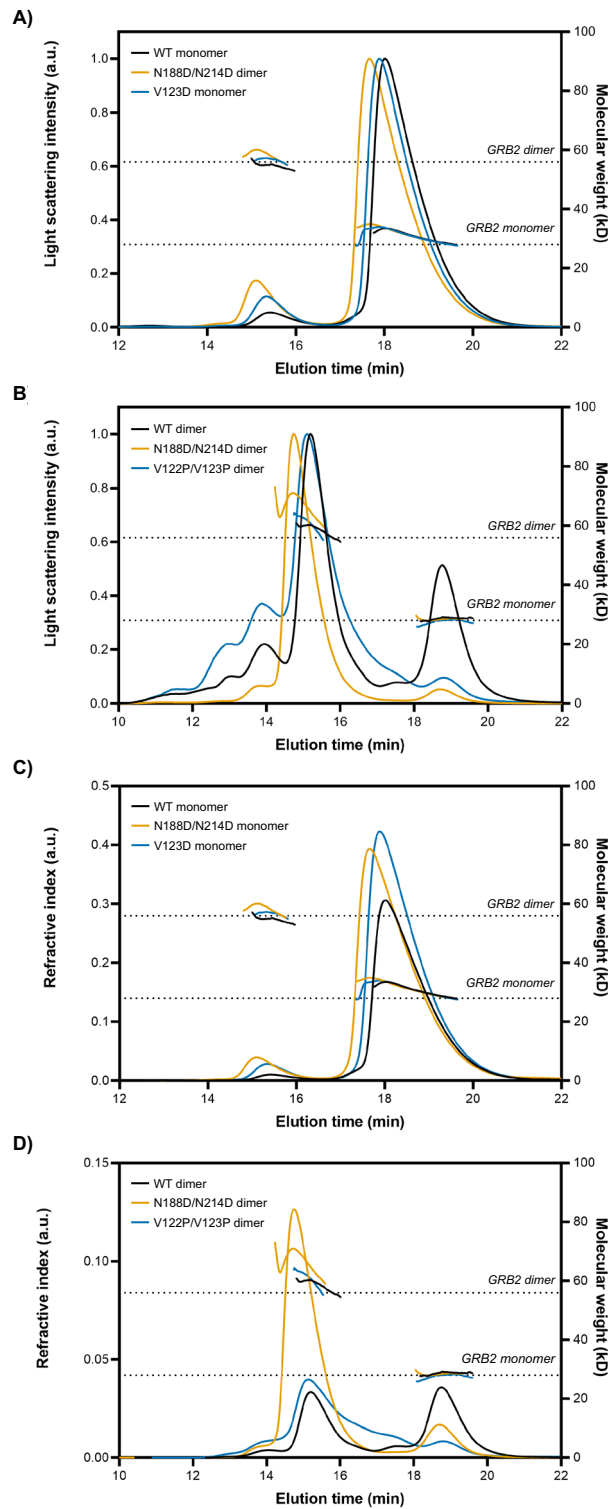 A)
WT monomer
N188D/N214D dimer
V123D monomer
GRB2 dimer
GRB2 monomer
Light scattering intensity (a.u.)
1.0
0.8
0.6
0.4
0.2
0.0
Molecular weight (kD)
100
80
60
40
20
0
12 14 16 18 20 22
Elution time (min)
B)
WT dimer
N188D/N214D dimer
V122P/V123P dimer
GRB2 dimer
GRB2 monomer
Light scattering intensity (a.u.)
1.0
0.8
0.6
0.4
0.2
0.0
Molecular weight (kD)
100
80
60
40
20
0
10 12 14 16 18 20 22
Elution time (min)
C)
WT monomer
N188D/N214D monomer
V123D monomer
GRB2 dimer
GRB2 monomer
Refractive index (a.u.)
0.5
0.4
0.3
0.2
0.1
0.0
Molecular weight (kD)
100
80
60
40
20
0
12 14 16 18 20 22
Elution time (min)
D)
WT dimer
N188D/N214D dimer
V122P/V123P dimer
GRB2 dimer
GRB2 monomer
Refractive index (a.u.)
0.15
0.10
0.05
0.00
Molecular weight (kD)
100
80
60
40
20
0
10 12 14 16 18 20 22
Elution time (min)